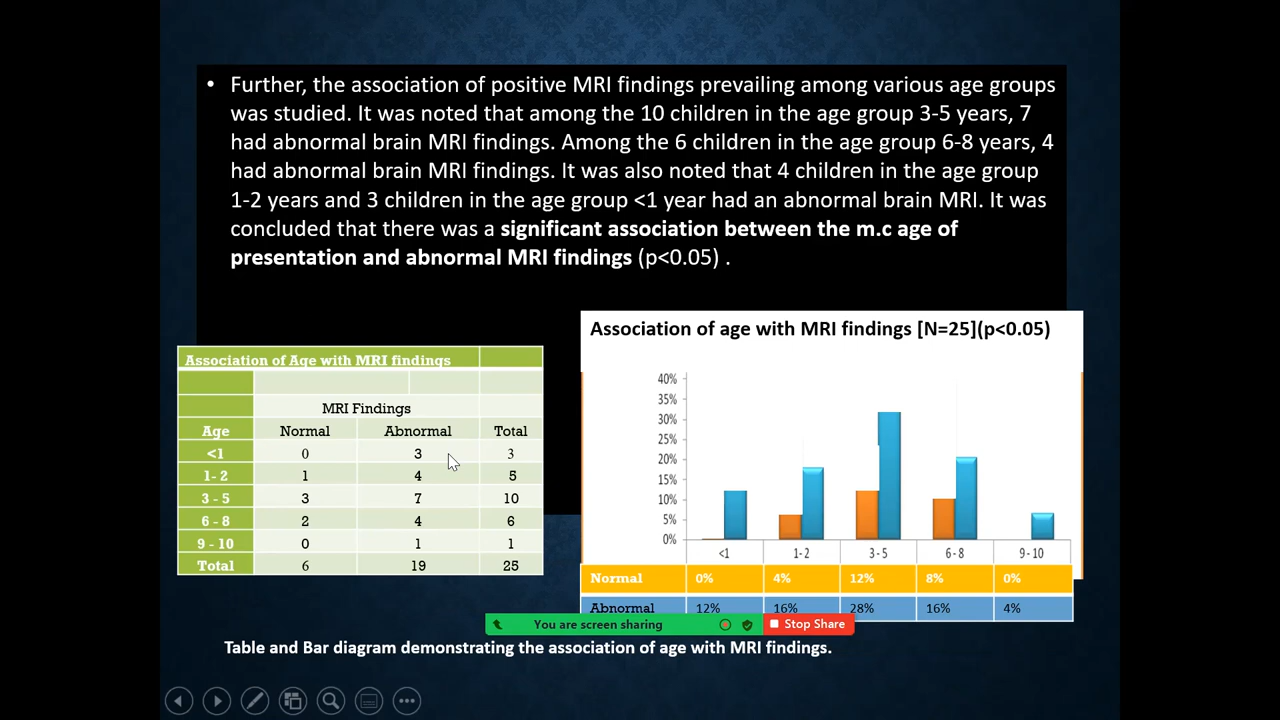 • Further, the association of positive MRI findings prevailing among various age groups
was studied. It was noted that among the 10 children in the age group 3-5 years, 7
had abnormal brain MRI findings. Among the 6 children in the age group 6-8 years, 4
had abnormal brain MRI findings. It was also noted that 4 children in the age group
1-2 years and 3 children in the age group <1 year had an abnormal brain MRI. It was
concluded that there was a significant association between the m.c age of
presentation and abnormal MRI findings (p<0.05) .
Association of Age with MRI findings
MRI Findings
Age Normal Abnormal Total
<1 0 3 3
1- 2 1 4 5
3 - 5 3 7 10
6 - 8 2 4 6
9 - 10 0 1 1
Total 6 19 25
Association of age with MRI findings [N=25](p<0.05)
40%
35%
30%
25%
20%
15%
10%
5%
0%
<1 1- 2 3 - 5 6 - 8 9 - 10
Normal 0% 4% 12% 8% 0%
Abnormal 12% 16% 28% 16% 4%
You are screen sharing Stop Share
Table and Bar diagram demonstrating the association of age with MRI findings.